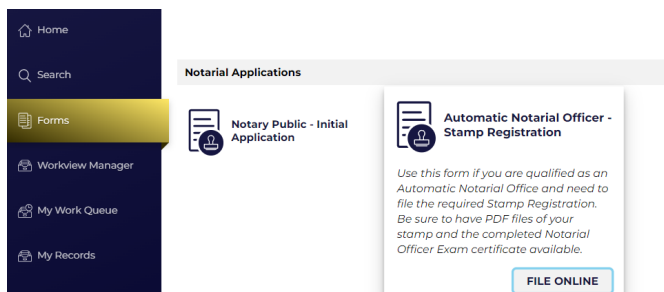 Home
Search
Forms
Workview Manager
My Work Queue
My Records
Notarial Applications
Notary Public - Initial
Application
Automatic Notarial Officer -
Stamp Registration
Use this form if you are qualified as an
Automatic Notarial Office and need to
file the required Stamp Registration.
Be sure to have PDF files of your
stamp and the completed Notarial
Officer Exam certificate available.
FILE ONLINE